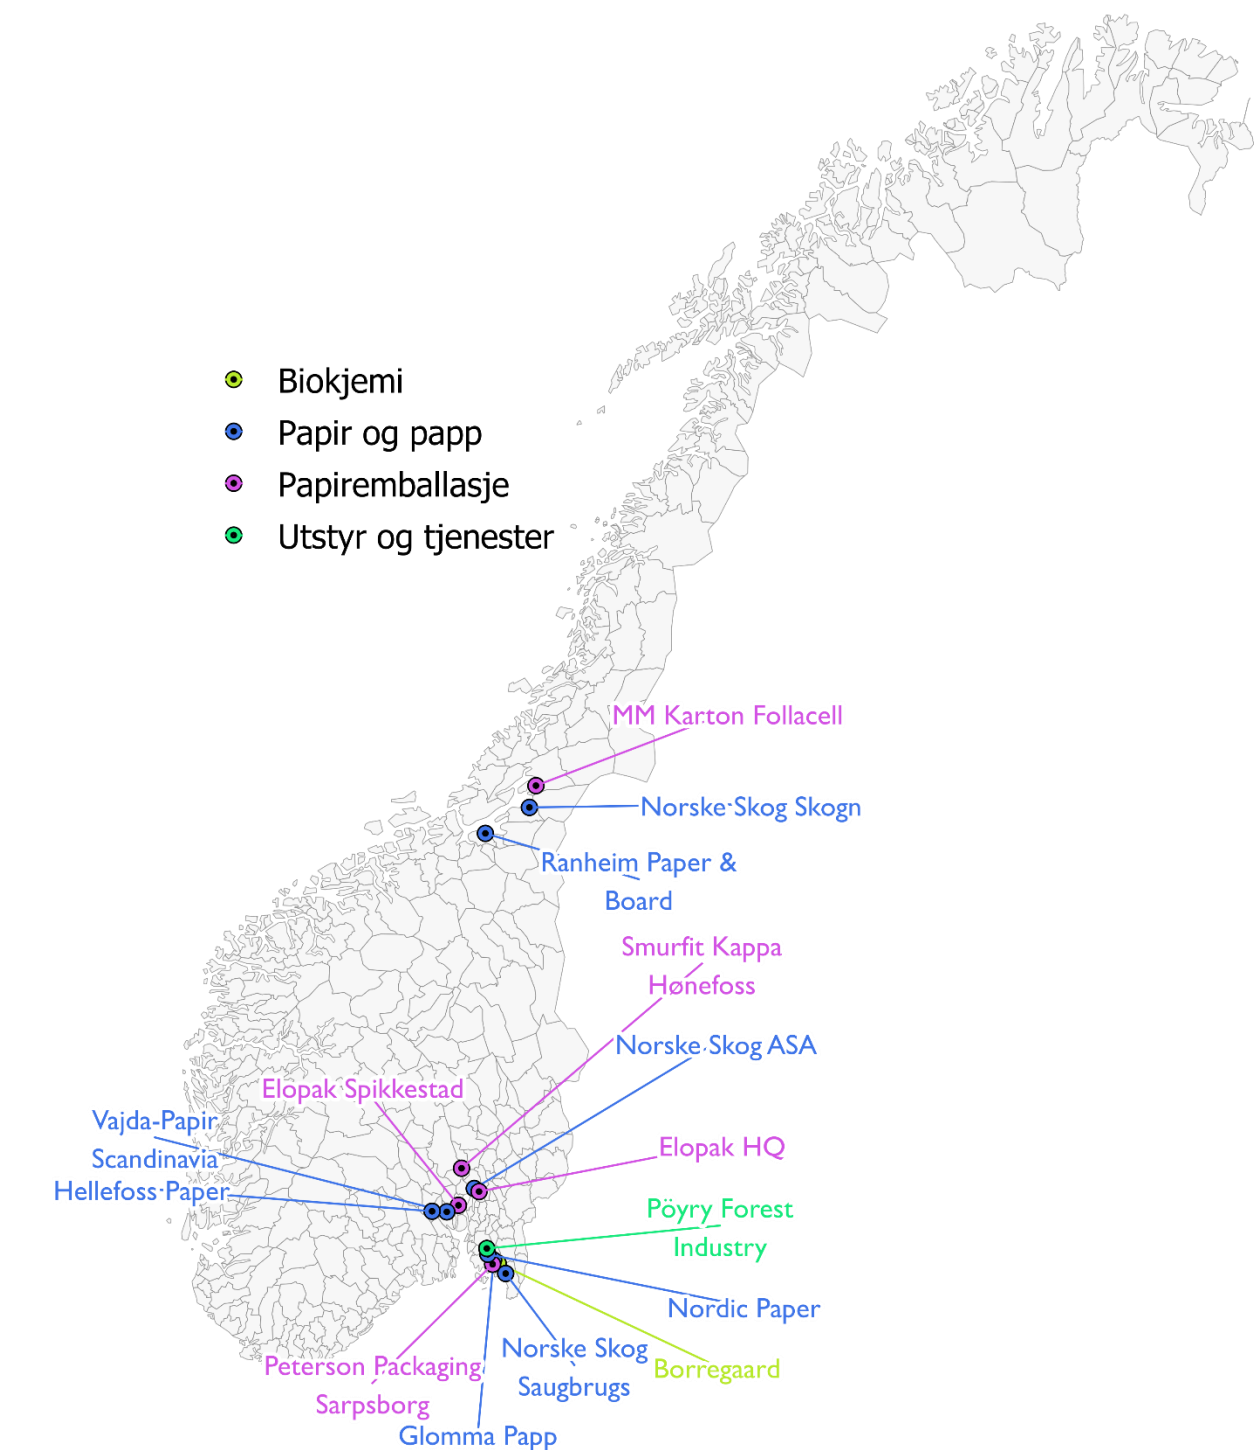 Biokjemi
Papir og papp
Papiremballasje
Utstyr og tjenester
MM Karton Follacell
Norske Skog Skogn
Ranheim Paper &
Board
Smurfit Kappa
Hønefoss
Norske Skog ASA
Elopak Spikkestad
Vajda-Papir
Scandinavia
Hellefoss Paper
Elopak HQ
Pöyry Forest
Industry
Nordic Paper
Norske Skog
Saugbrugs
Borregaard
Peterson Packaging
Sarpsborg
Glomma Papp